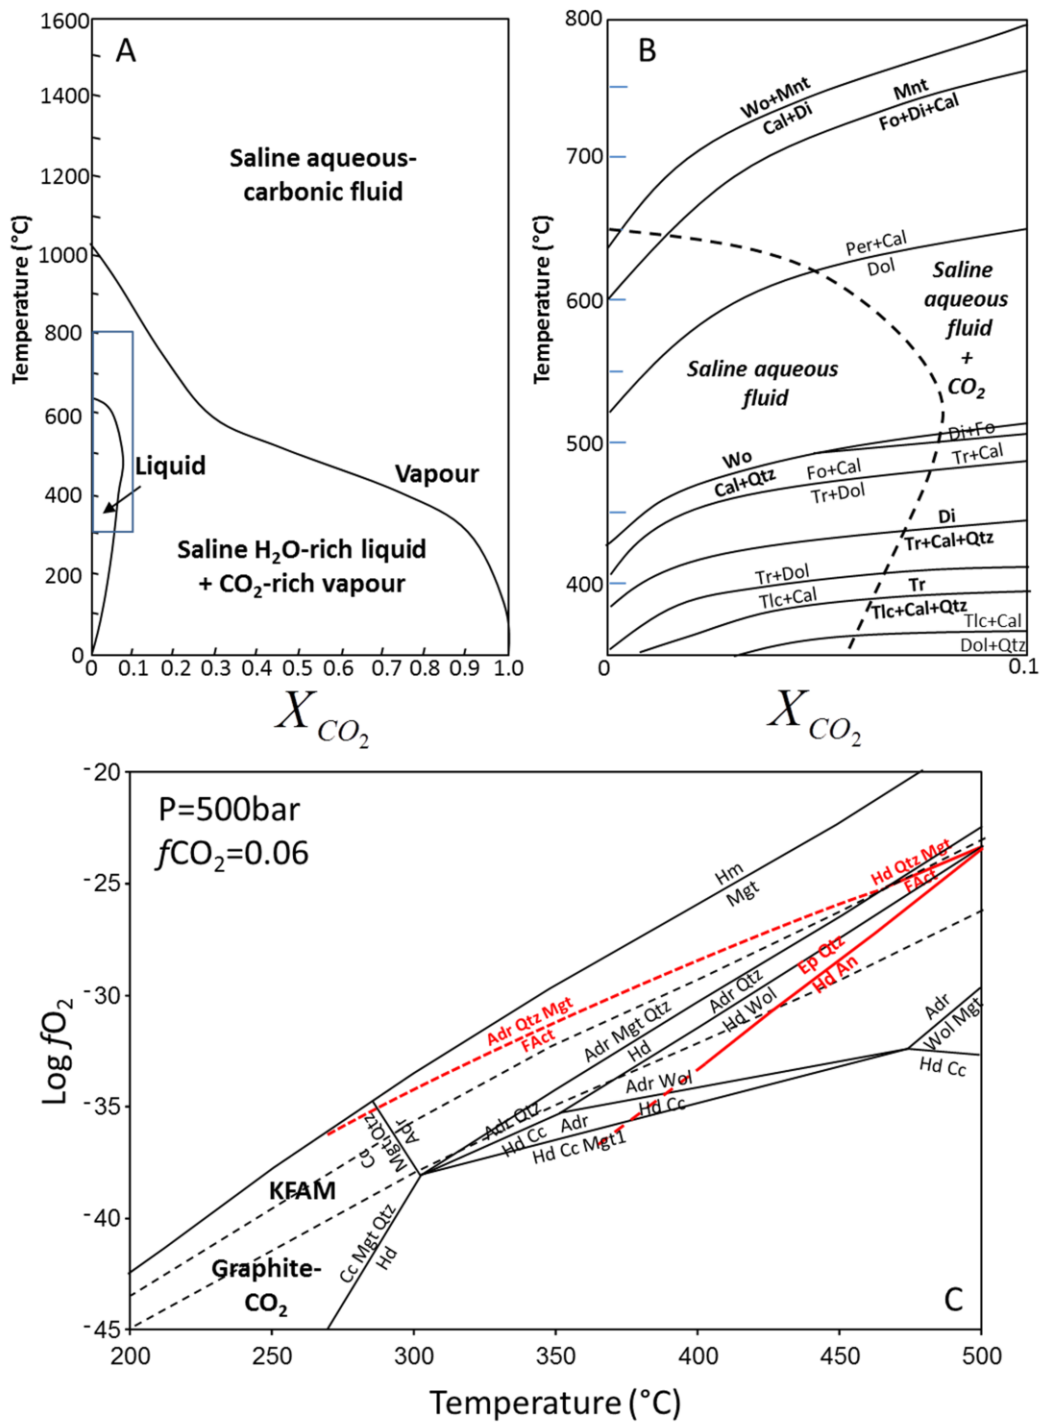 A
1600
1400
1200
1000
800
600
400
200
0
Temperature (°C)
Saline aqueous-
carbonic fluid
Liquid
Vapour
Saline H₂O-rich liquid
+ CO₂-rich vapour
0 0.1 0.2 0.3 0.4 0.5 0.6 0.7 0.8 0.9 1.0
X CO₂
B
800
700
600
500
400
Temperature (°C)
Wo+Mnt
Cal+Di
Mnt
Fo+Di+Cal
Per+Cal
Dol
Saline
aqueous
fluid
+
CO₂
Saline aqueous
fluid
Di+Fo
Wo
Cal+Qtz
Fo+Cal
Tr+Dol
Tr+Cal
Di
Tr+Cal+Qtz
Tr+Dol
Tlc+Cal
Tr
Tlc+Cal+Qtz
Tlc+Cal
Dol+Qtz
0 0.1
X CO₂
-20
-25
-30
-35
-40
-45
Log fO₂
P=500bar
fCO₂=0.06
Hm
Mgt
Hd Qtz Mgt
FAct
Adr Qtz Mgt
FAct
Ep Qtz
Hd An
Adr Qtz
Hd Wol
Adr Mgt Qtz
Hd
Adr
Wol Mgt
Hd Cc
Adr Wol
Hd Cc
Adr Qtz
Hd Cc
Adr
Hd Cc Mgt1
Adr
Mgt,Qtz
Cc
KFAM
Cc Mgt Qtz
Hd
Graphite-
CO₂
C
200 250 300 350 400 450 500
Temperature (°C)